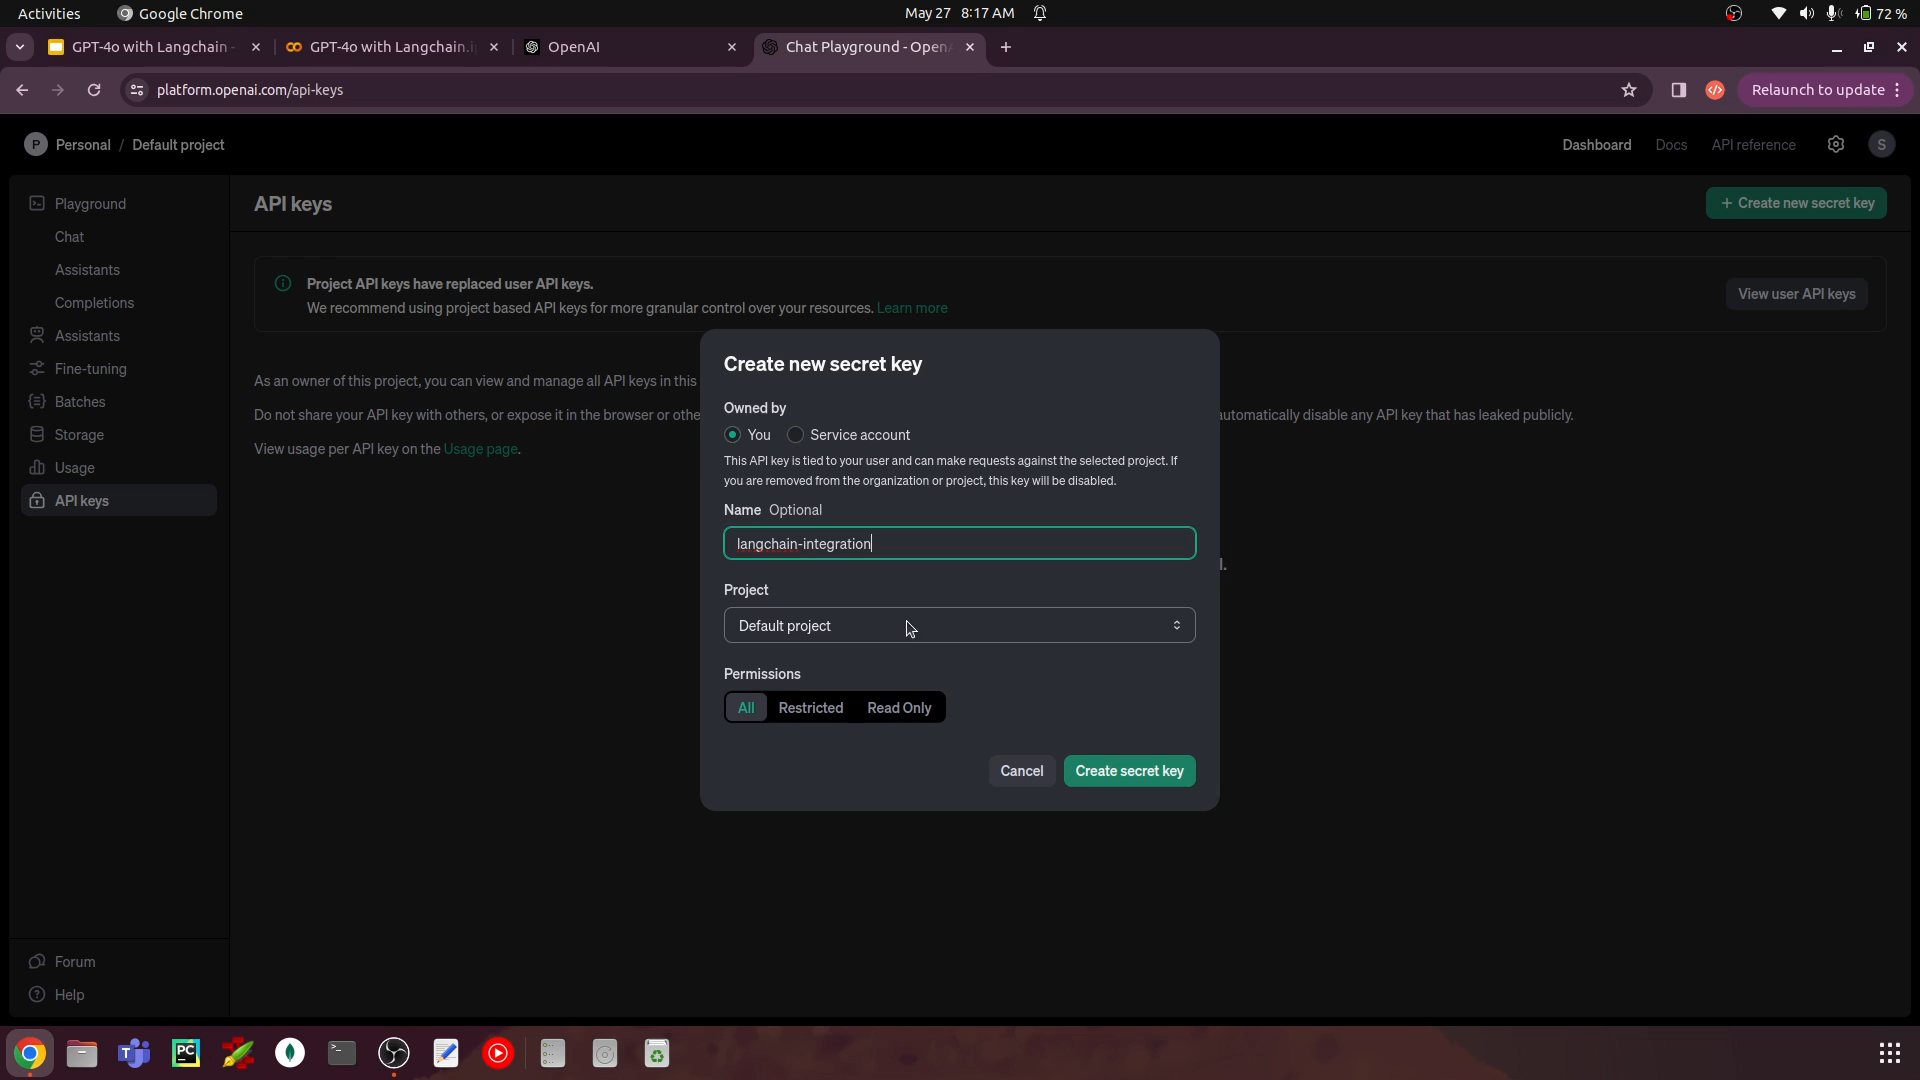 Activities
Google Chrome
May 27 8:17 AM
72 %
GPT-4o with Langchain -
GPT-4o with Langchain.i
OpenAI
Chat Playground - Open
platform.openai.com/api-keys
Relaunch to update
P Personal / Default project
Dashboard
Docs
API reference
S
Playground
Chat
Assistants
Completions
Assistants
Fine-tuning
Batches
Storage
Usage
API keys
Forum
Help
API keys
+ Create new secret key
Project API keys have replaced user API keys.
We recommend using project based API keys for more granular control over your resources. Learn more
View user API keys
As an owner of this project, you can view and manage all API keys in this
Do not share your API key with others, or expose it in the browser or othe
automatically disable any API key that has leaked publicly.
View usage per API key on the Usage page.
Create new secret key
Owned by
You
Service account
This API key is tied to your user and can make requests against the selected project. If
you are removed from the organization or project, this key will be disabled.
Name Optional
langchain-integration
Project
Default project
Permissions
All
Restricted
Read Only
Cancel
Create secret key
PC